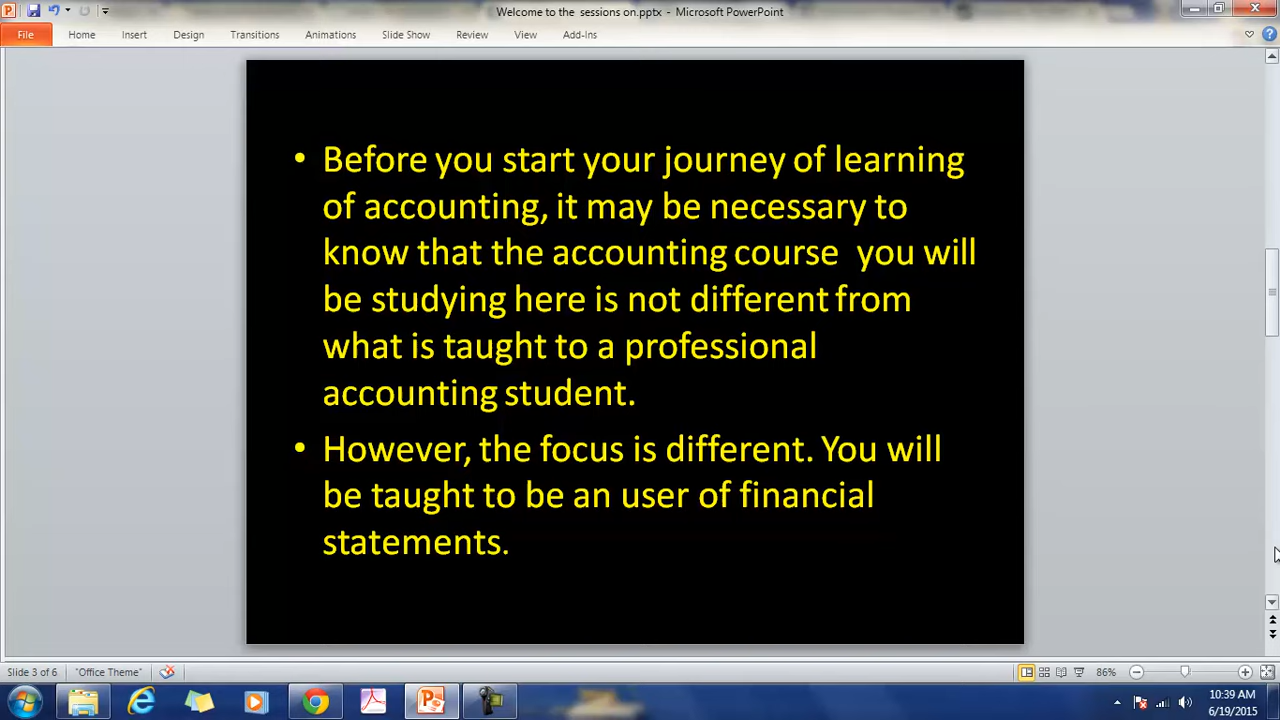 Welcome to the  sessions on.pptx  -  Microsoft PowerPoint
File Home Insert Design Transitions Animations Slide Show Review View Add-Ins
• Before you start your journey of learning
of accounting, it may be necessary to
know that the accounting course  you will
be studying here is not different from
what is taught to a professional
accounting student.
• However, the focus is different. You will
be taught to be an user of financial
statements.
Slide 3 of 6 "Office Theme" 86%
10:39 AM
6/19/2015